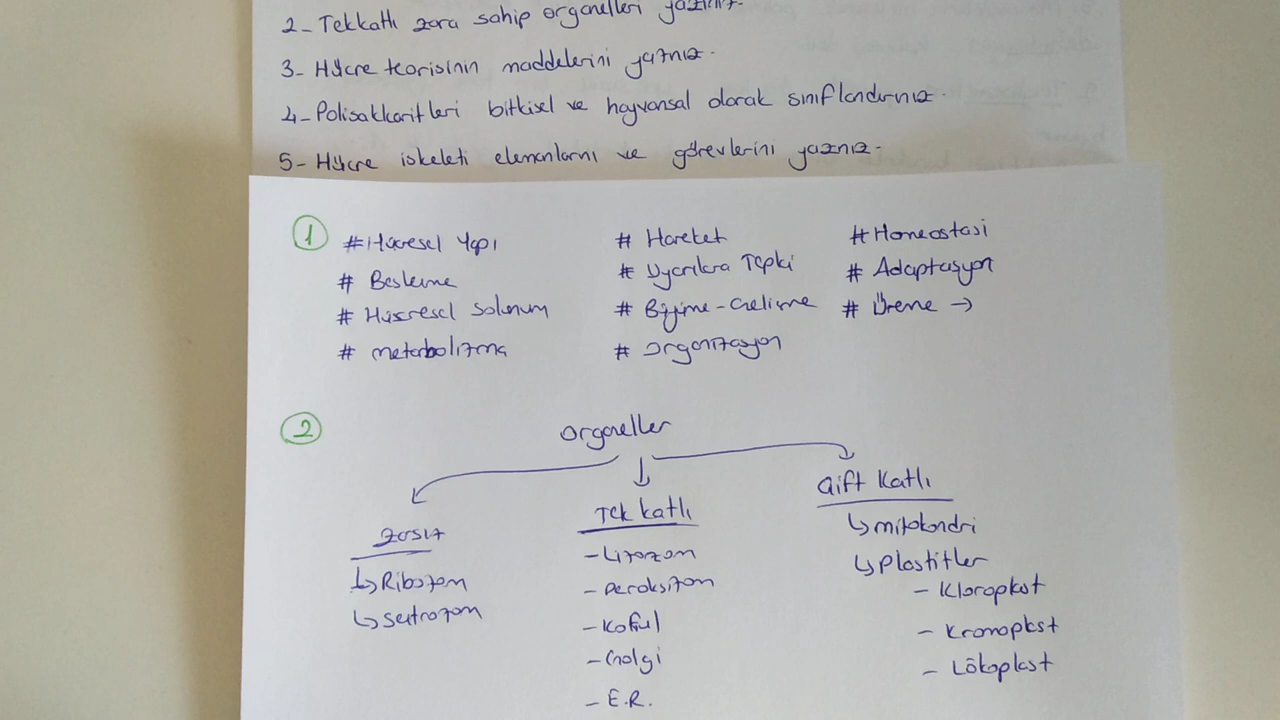 2- Tek katlı zara sahip organelleri yazınız.
3- Hücre teorisinin maddelerini yazınız.
4- Polisakkaritleri bitkisel ve hayvansal olarak sınıflandırınız.
5- Hücre iskeleti elemanlarını ve görevlerini yazınız.
1
# Hücresel Yapı
# Beslenme
# Hücresel Solunum
# metabolizma
# Hareket
# Uyarılara Tepki
# Büyüme-Gelişme
# Organizasyon
# Homeostasi
# Adaptasyon
# Üreme →
2
Organeller
Zarsız
↳ Ribozom
↳ Sentrozom
Tek katlı
- Lizozom
- Peroksizom
- Koful
- Golgi
- E.R.
Çift Katlı
↳ mitokondri
↳ Plastitler
- Kloroplast
- Kromoplast
- Lökoplast